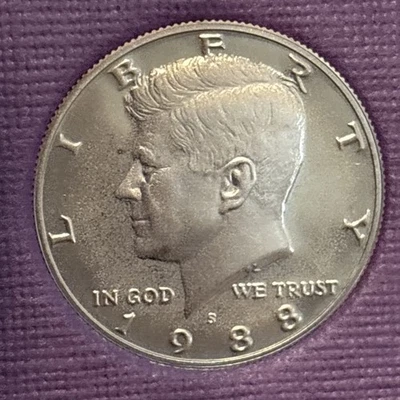 LIBERTY
IN GOD WE TRUST
S
1988